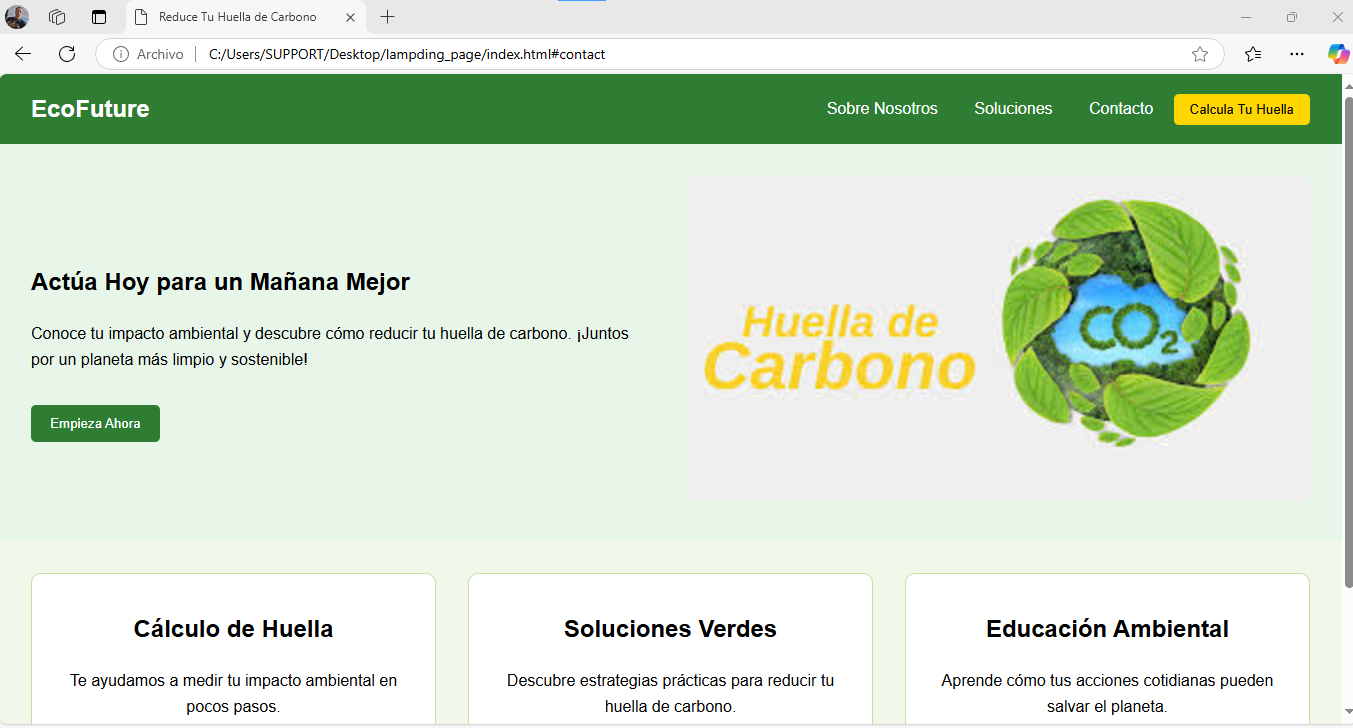 Reduce Tu Huella de Carbono
Archivo
C:/Users/SUPPORT/Desktop/lampding_page/index.html#contact
EcoFuture
Sobre Nosotros
Soluciones
Contacto
Calcula Tu Huella
Actúa Hoy para un Mañana Mejor
Conoce tu impacto ambiental y descubre cómo reducir tu huella de carbono. ¡Juntos
por un planeta más limpio y sostenible!
Empieza Ahora
Huella de
Carbono
CO2
Cálculo de Huella
Te ayudamos a medir tu impacto ambiental en
pocos pasos.
Soluciones Verdes
Descubre estrategias prácticas para reducir tu
huella de carbono.
Educación Ambiental
Aprende cómo tus acciones cotidianas pueden
salvar el planeta.